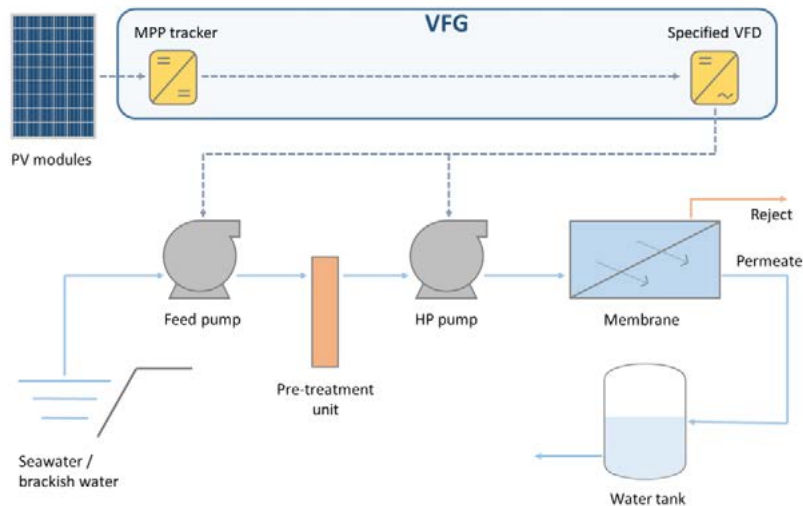 VFG
MPP tracker
Specified VFD
PV modules
Reject
Permeate
Feed pump
HP pump
Membrane
Pre-treatment
unit
Seawater /
brackish water
Water tank